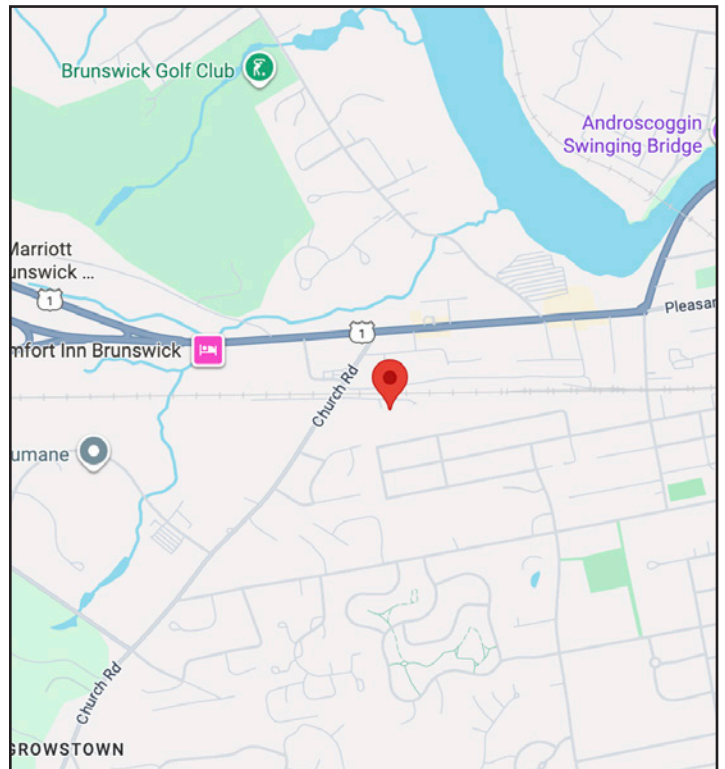 Brunswick Golf Club
Androscoggin
Swinging Bridge
Marriott
unswick ...
1
Pleasan
1
mfort Inn Brunswick
Church Rd
umane
Church Rd
GROWSTOWN